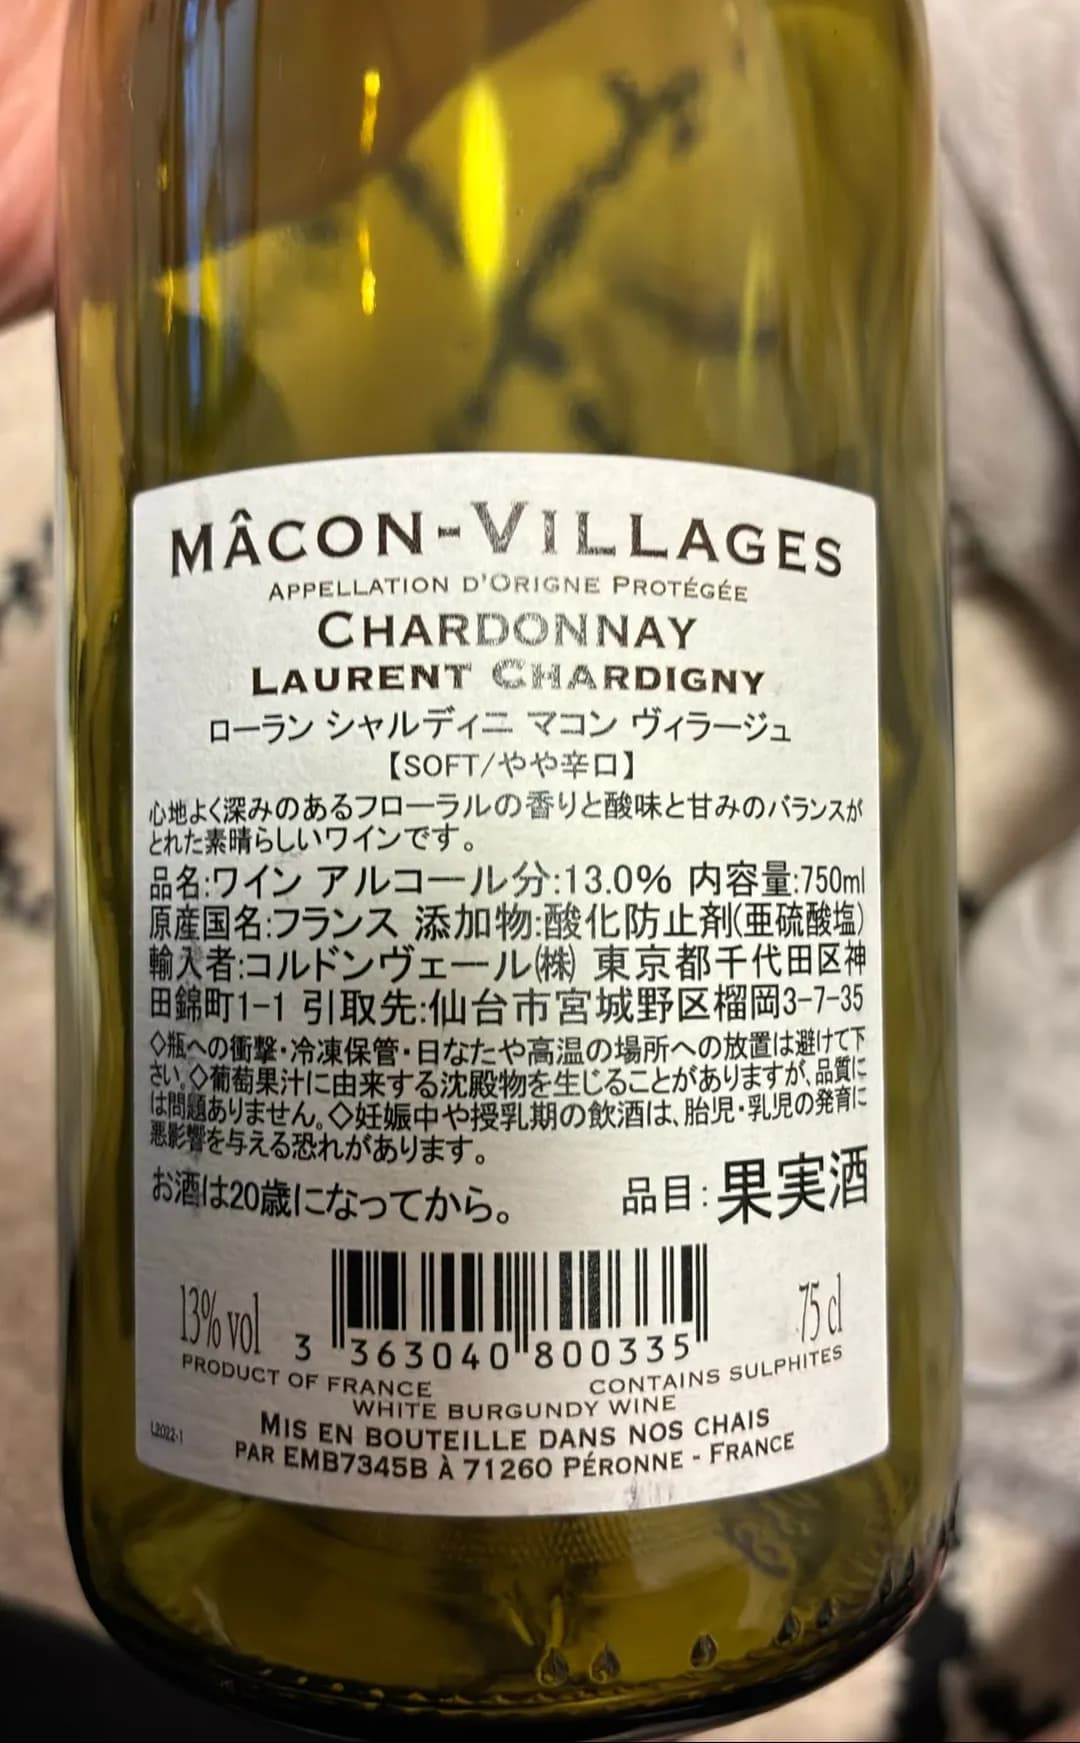 MÂCON-VILLAGES
APPELLATION D'ORIGNE PROTÉGÉE
CHARDONNAY
LAURENT CHARDIGNY
ローラン シャルディニ マコン ヴィラージュ
【SOFT/やや辛口】
心地よく深みのあるフローラルの香りと酸味と甘みのバランスが
とれた素晴らしいワインです。
品名:ワイン アルコール分:13.0% 内容量:750ml
原産国名:フランス 添加物:酸化防止剤(亜硫酸塩)
輸入者:コルドンヴェール㈱ 東京都千代田区神
田錦町1-1 引取先:仙台市宮城野区榴岡3-7-35
◇瓶への衝撃・冷凍保管・日なたや高温の場所への放置は避けて下
さい。◇葡萄果汁に由来する沈殿物を生じることがありますが、品質に
は問題ありません。◇妊娠中や授乳期の飲酒は、胎児・乳児の発育に
悪影響を与える恐れがあります。
お酒は20歳になってから。 品目:果実酒
13% vol 3 363040 800335 75 cl
PRODUCT OF FRANCE CONTAINS SULPHITES
WHITE BURGUNDY WINE
L2022-1
MIS EN BOUTEILLE DANS NOS CHAIS
PAR EMB7345B À 71260 PÉRONNE - FRANCE